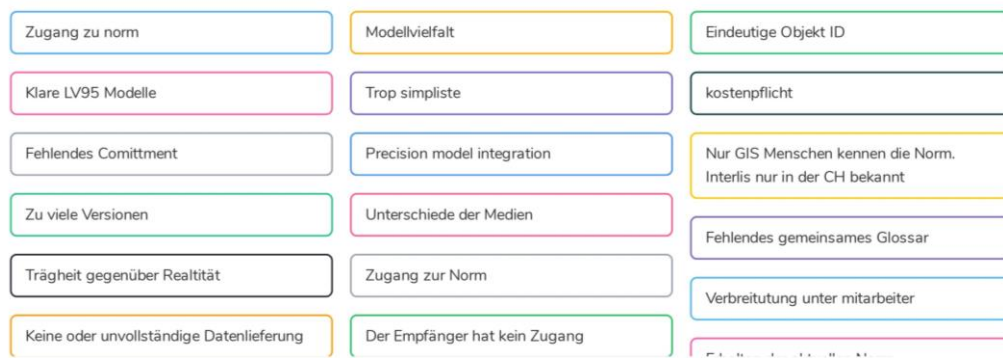 Zugang zu norm
Klare LV95 Modelle
Fehlendes Comittment
Zu viele Versionen
Trägheit gegenüber Realtität
Keine oder unvollständige Datenlieferung
Modellvielfalt
Trop simpliste
Precision model integration
Unterschiede der Medien
Zugang zur Norm
Der Empfänger hat kein Zugang
Eindeutige Objekt ID
kostenpflicht
Nur GIS Menschen kennen die Norm.
Interlis nur in der CH bekannt
Fehlendes gemeinsames Glossar
Verbreitutung unter mitarbeiter